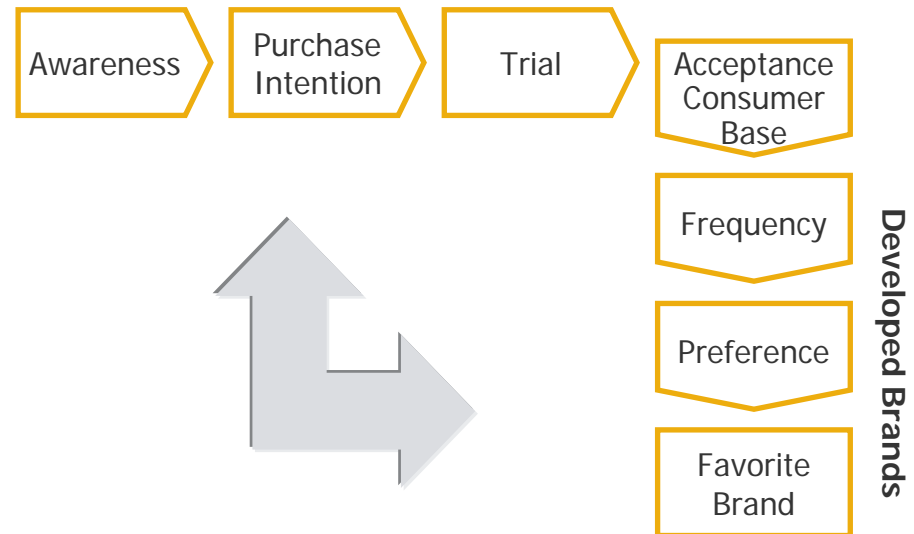 Awareness
Purchase
Intention
Trial
Acceptance
Consumer
Base
Frequency
Preference
Favorite
Brand
Developed Brands